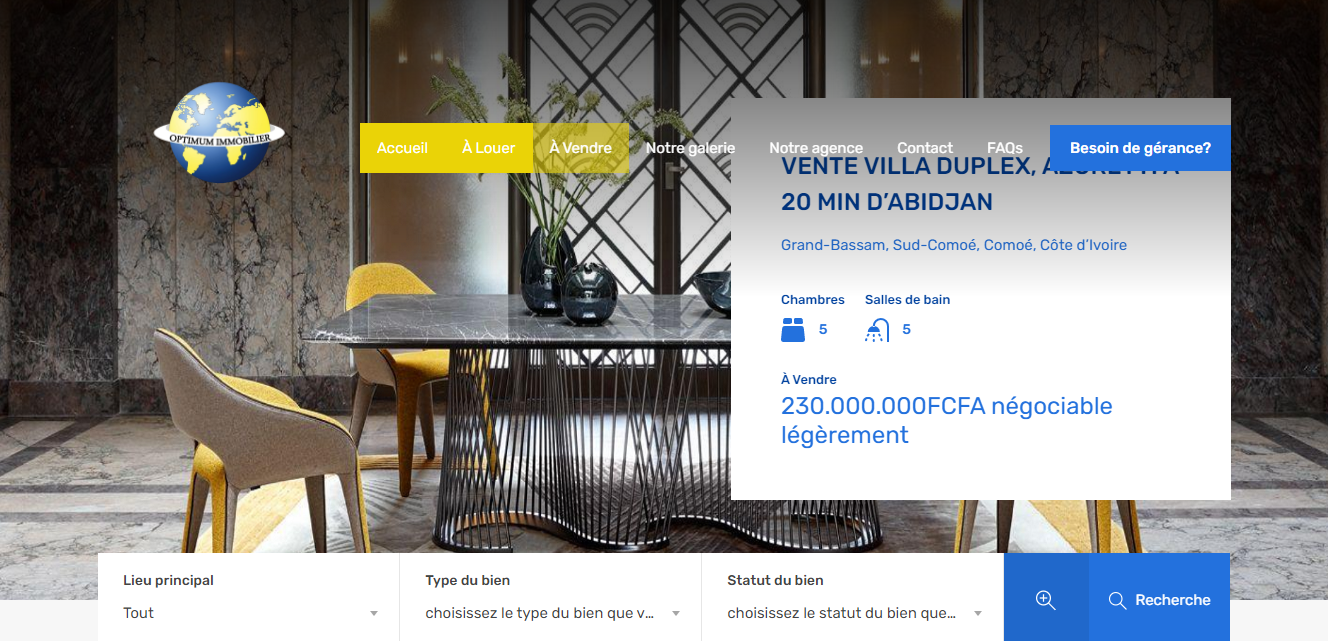 OPTIMUM IMMOBILIER
Accueil
À Louer
À Vendre
Notre galerie
Notre agence
Contact
FAQs
Besoin de gérance?
VENTE VILLA DUPLEX,
20 MIN D’ABIDJAN
Grand-Bassam, Sud-Comoé, Comoé, Côte d’Ivoire
Chambres
Salles de bain
5
5
À Vendre
230.000.000FCFA négociable
légèrement
Lieu principal
Type du bien
Statut du bien
Tout
choisissez le type du bien que v...
choisissez le statut du bien que...
Recherche